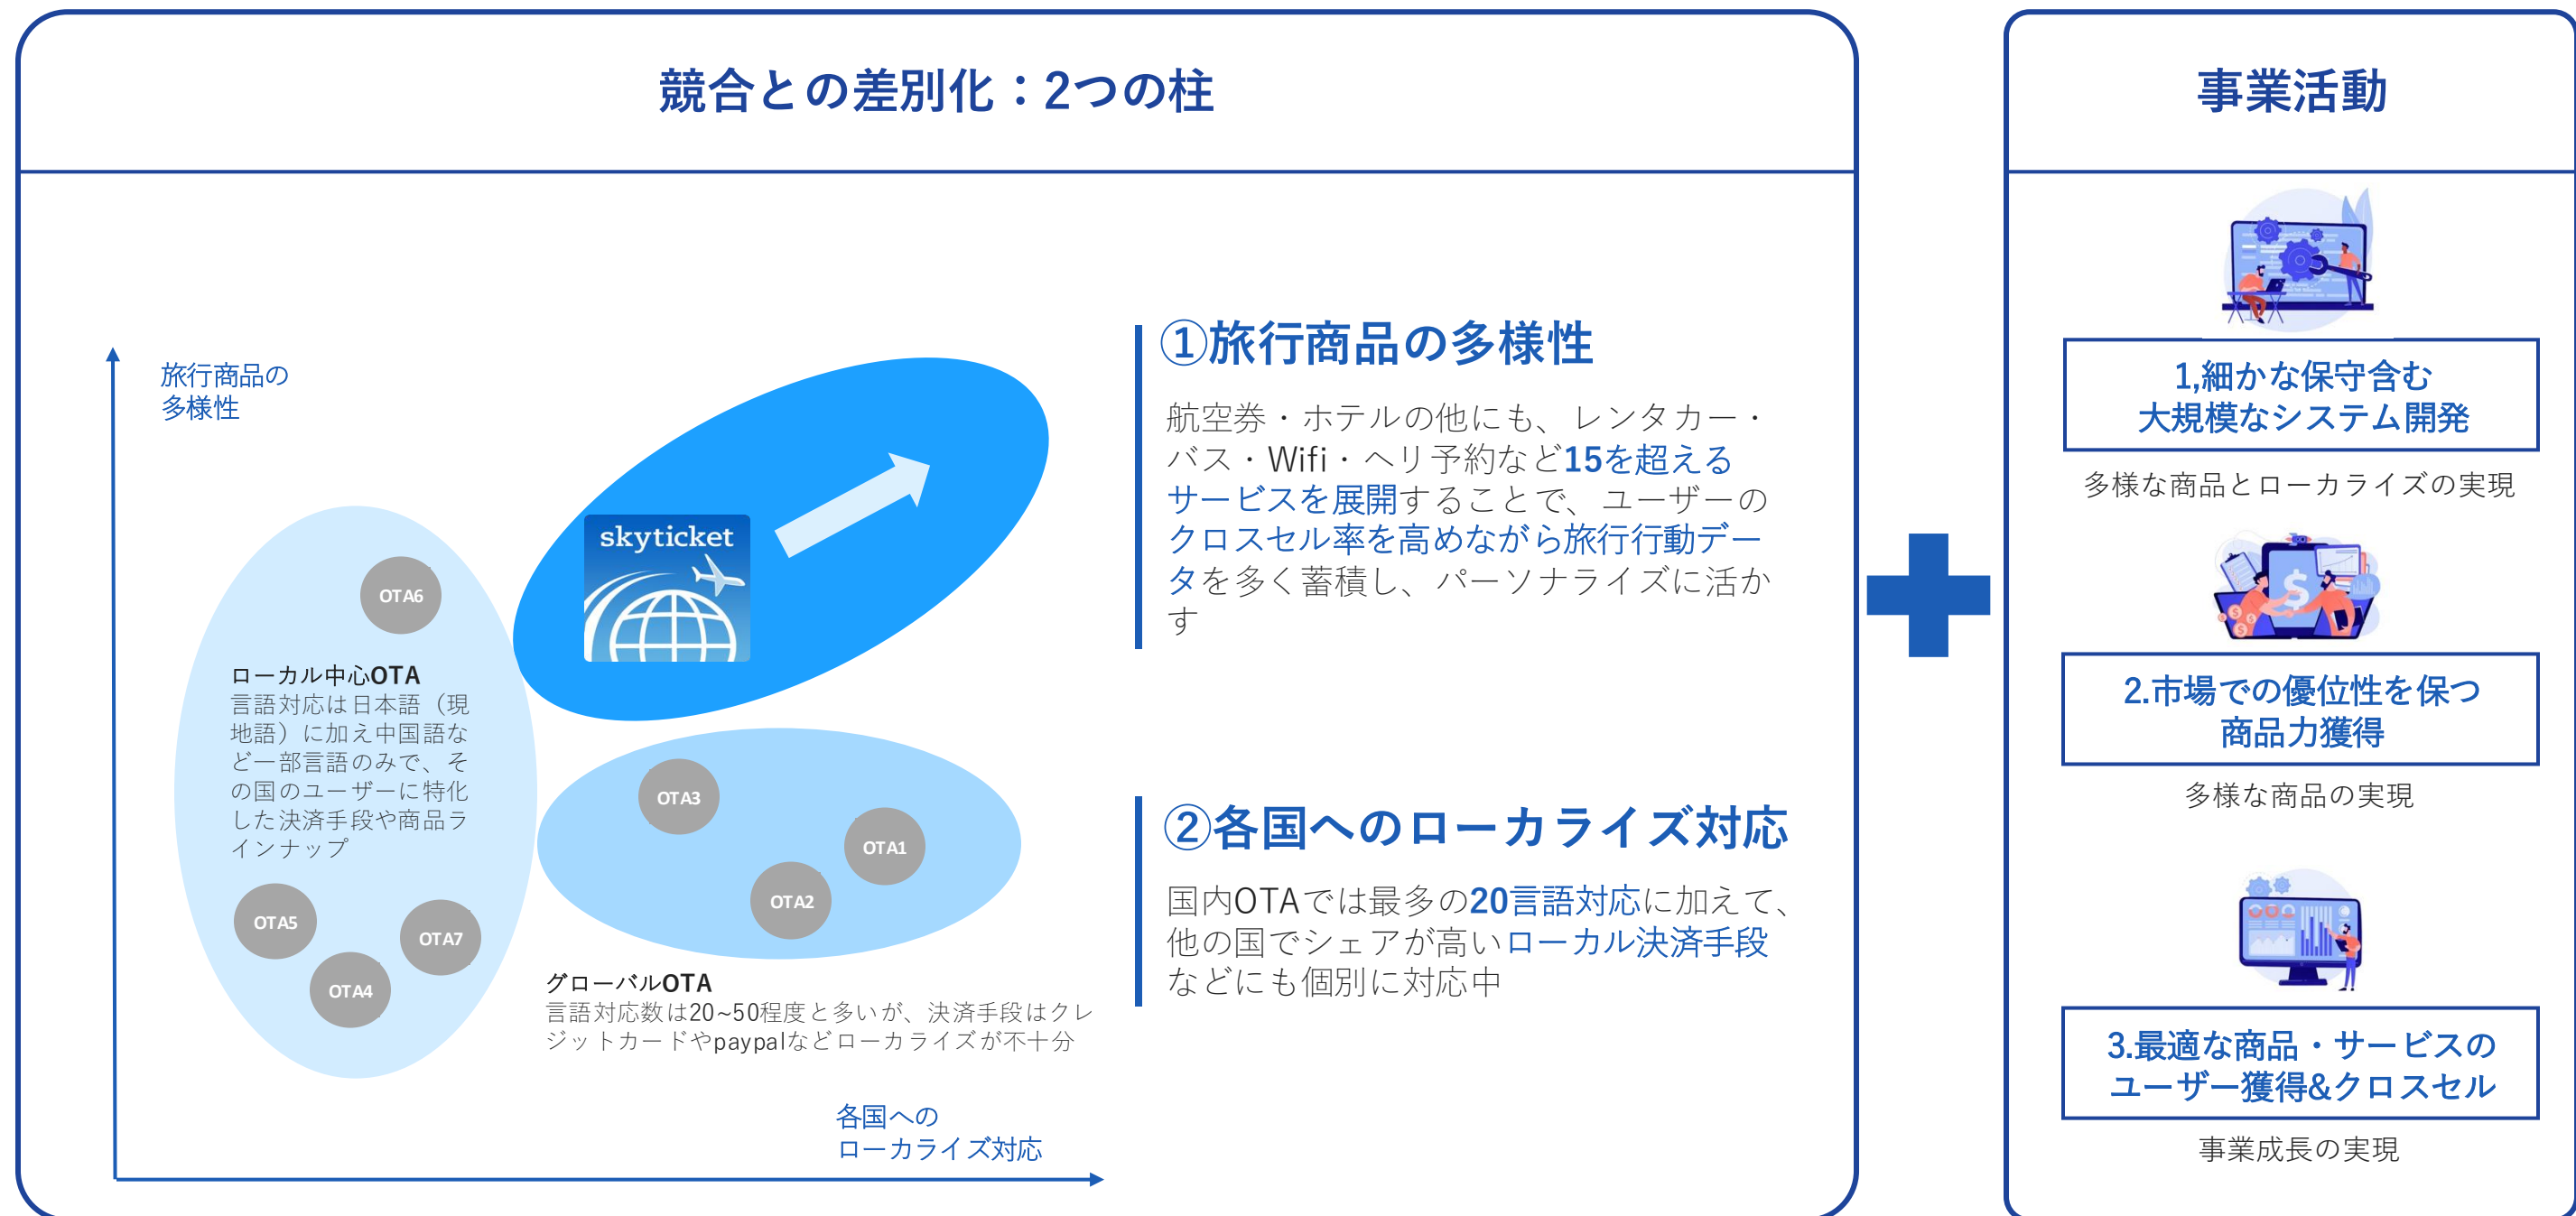 競合との差別化：2つの柱
旅行商品の
多様性
skyticket
OTA6
ローカル中心OTA
言語対応は日本語（現
地語）に加え中国語な
ど一部言語のみで、そ
の国のユーザーに特化
した決済手段や商品ラ
インナップ
OTA5
OTA7
OTA4
OTA3
OTA1
OTA2
グローバルOTA
言語対応数は20~50程度と多いが、決済手段はクレ
ジットカードやpaypalなどローカライズが不十分
各国への
ローカライズ対応
①旅行商品の多様性
航空券・ホテルの他にも、レンタカー・
バス・Wifi・ヘリ予約など15を超える
サービスを展開することで、ユーザーの
クロスセル率を高めながら旅行行動デー
タを多く蓄積し、パーソナライズに活か
す
②各国へのローカライズ対応
国内OTAでは最多の20言語対応に加えて、
他の国でシェアが高いローカル決済手段
などにも個別に対応中
事業活動
1,細かな保守含む
大規模なシステム開発
多様な商品とローカライズの実現
2.市場での優位性を保つ
商品力獲得
多様な商品の実現
3.最適な商品・サービスの
ユーザー獲得&クロスセル
事業成長の実現